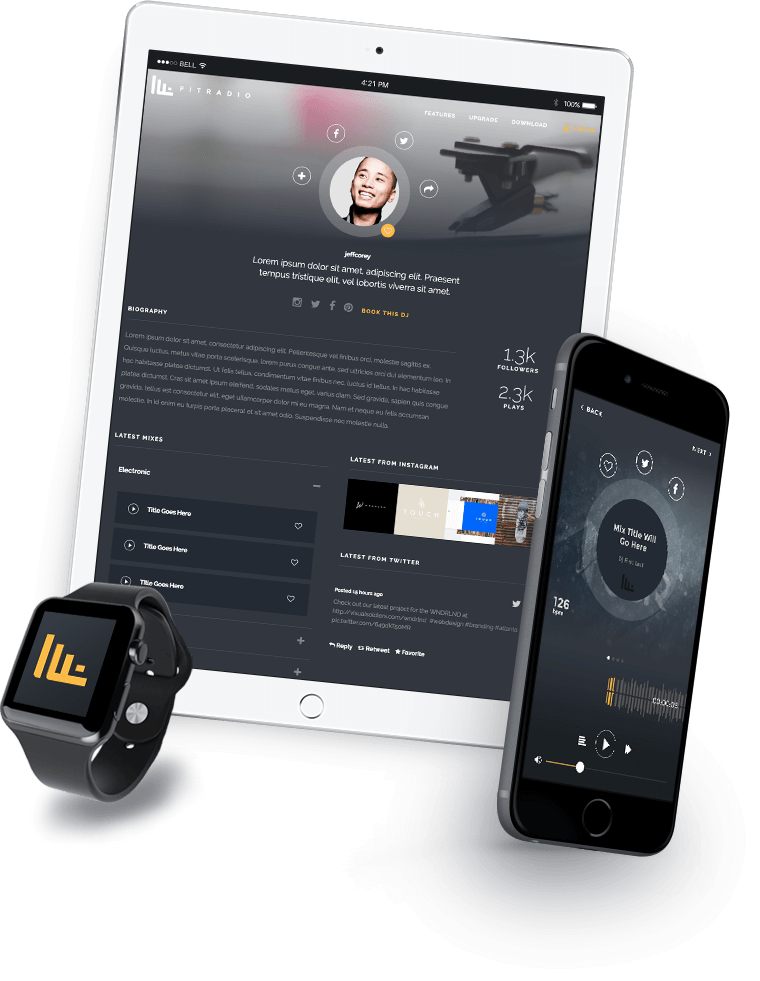 BELL
4:21 PM
100%
FITRADIO
FEATURES
UPGRADE
DOWNLOAD
jeffcorey
Lorem ipsum dolor sit amet, adipiscing elit. Praesent
tempus tristique elit, vel lobortis viverra sit amet.
BOOK THIS DJ
BIOGRAPHY
Lorem ipsum dolor sit amet, consectetur adipiscing elit. Pellentesque vel finibus orci, molestie sagittis ex.
Quisque luctus, metus vitae porta scelerisque, lorem purus congue ante, sed ultricies orci dui elementum leo. In
hac habitasse platea dictumst. Ut felis tellus, condimentum vitae finibus nec, luctus id tellus. In hac habitasse
platea dictumst. Cras sit amet ipsum eleifend, sodales metus eget, varius diam. Sed gravida, sapien quis congue
gravida, tellus est consectetur elit, eget ullamcorper dolor mi eu magna. Nam et neque eu felis accumsan
molestie. In id enim eu turpis porta placerat et sit amet odio. Suspendisse nec molestie nulla.
1.3k
FOLLOWERS
2.3k
PLAYS
LATEST MIXES
Electronic
Title Goes Here
Title Goes Here
Title Goes Here
LATEST FROM INSTAGRAM
TOUCH
LATEST FROM TWITTER
Posted 19 hours ago
Check out our latest project for the WNDRLND at
#webdesign #branding #atlanta
Reply
Retweet
Favorite
BACK
NEXT
Mix Title Will
Go Here
126
bpm